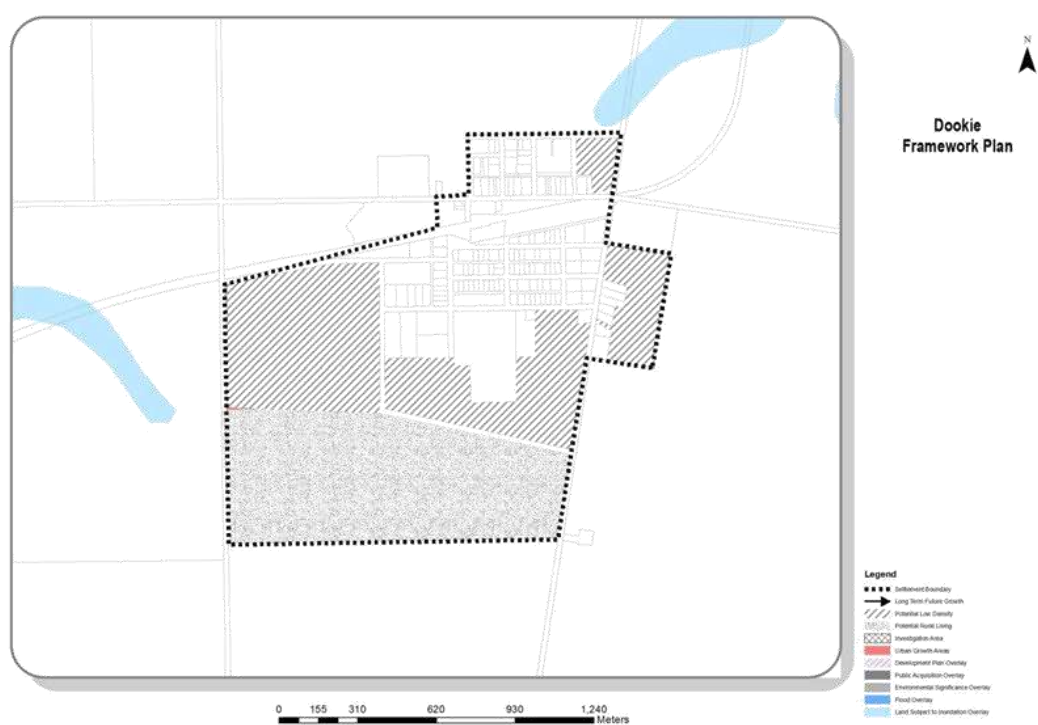 N
Dookie
Framework Plan
Legend
Settlement Boundary
Long Term Future Growth
Potential Low Density
Potential Rural Living
Investigation Area
Urban Growth Areas
Development Plan Overlay
Public Acquisition Overlay
Environmental Significance Overlay
Flood Overlay
Land Subject to Inundation Overlay
0 155 310 620 930 1,240
Meters